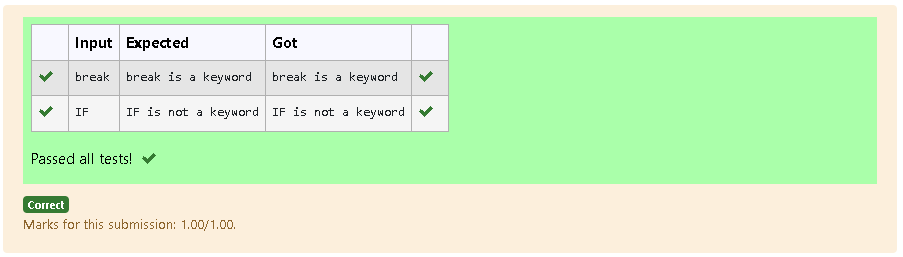 Input Expected Got
break break is a keyword break is a keyword
IF IF is not a keyword IF is not a keyword
Passed all tests!
Correct
Marks for this submission: 1.00/1.00.